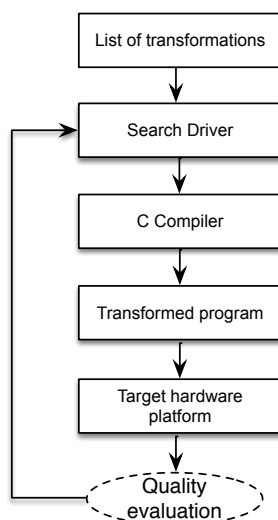 List of transformations
Search Driver
C Compiler
Transformed program
Target hardware
platform
Quality
evaluation